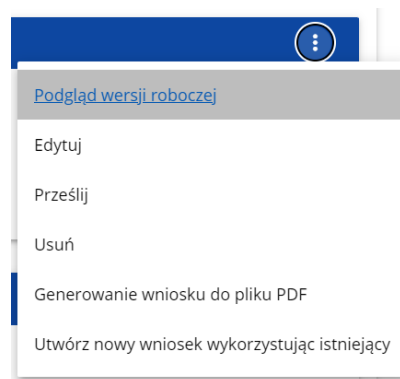 Podgląd wersji roboczej
Edytuj
Prześlij
Usuń
Generowanie wniosku do pliku PDF
Utwórz nowy wniosek wykorzystując istniejący